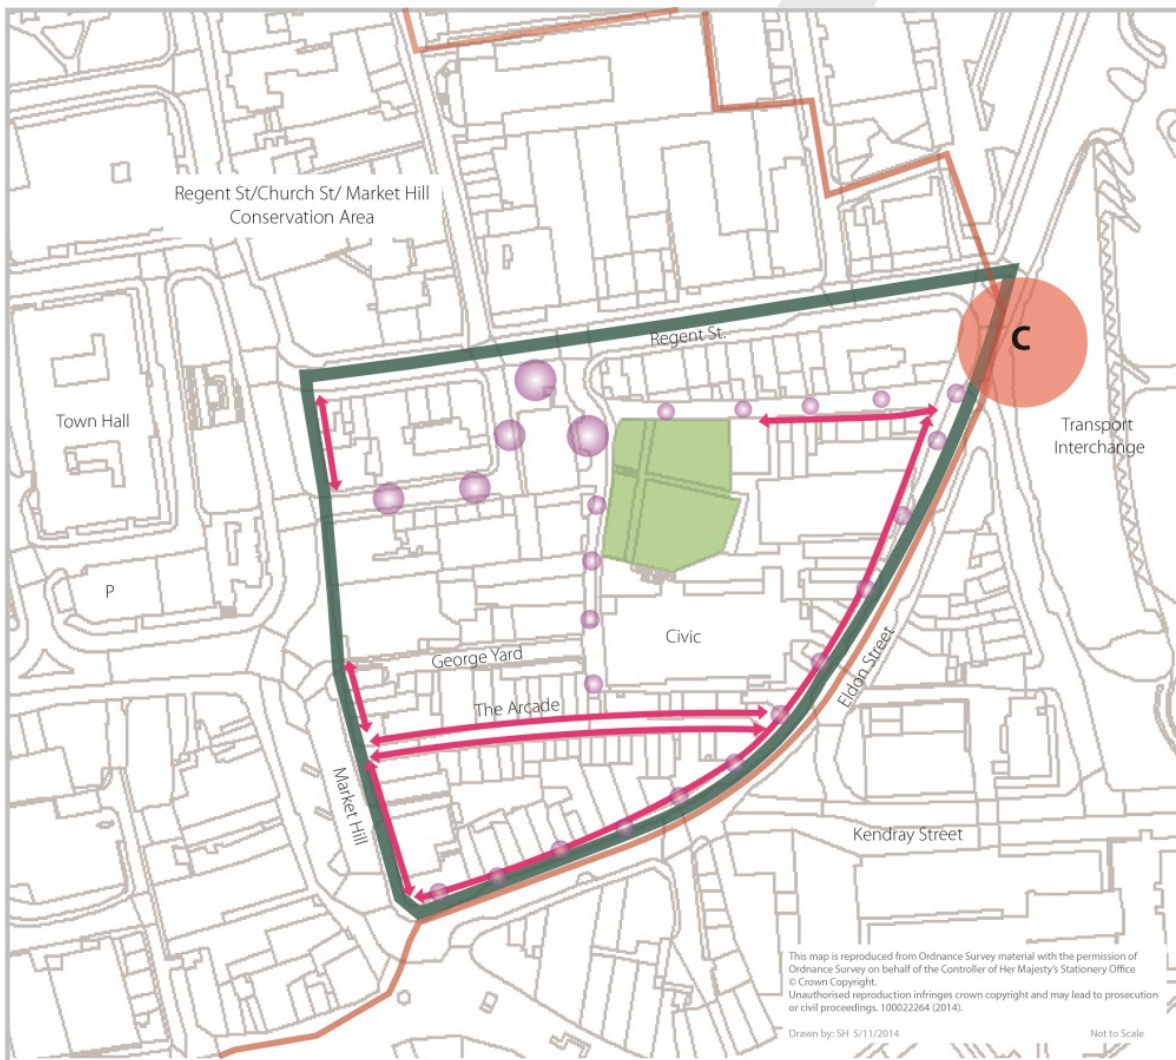 Regent St/Church St/ Market Hill
Conservation Area
Regent St.
C
Town Hall
Transport
Interchange
P
Civic
George Yard
Eldon Street
The Arcade
Market Hill
Kendray Street
This map is reproduced from Ordnance Survey material with the permission of
Ordnance Survey on behalf of the Controller of Her Majesty's Stationery Office
© Crown Copyright.
Unauthorised reproduction infringes crown copyright and may lead to prosecution
or civil proceedings. 100022264 (2014).
Drawn by: SH 5/11/2014
Not to Scale